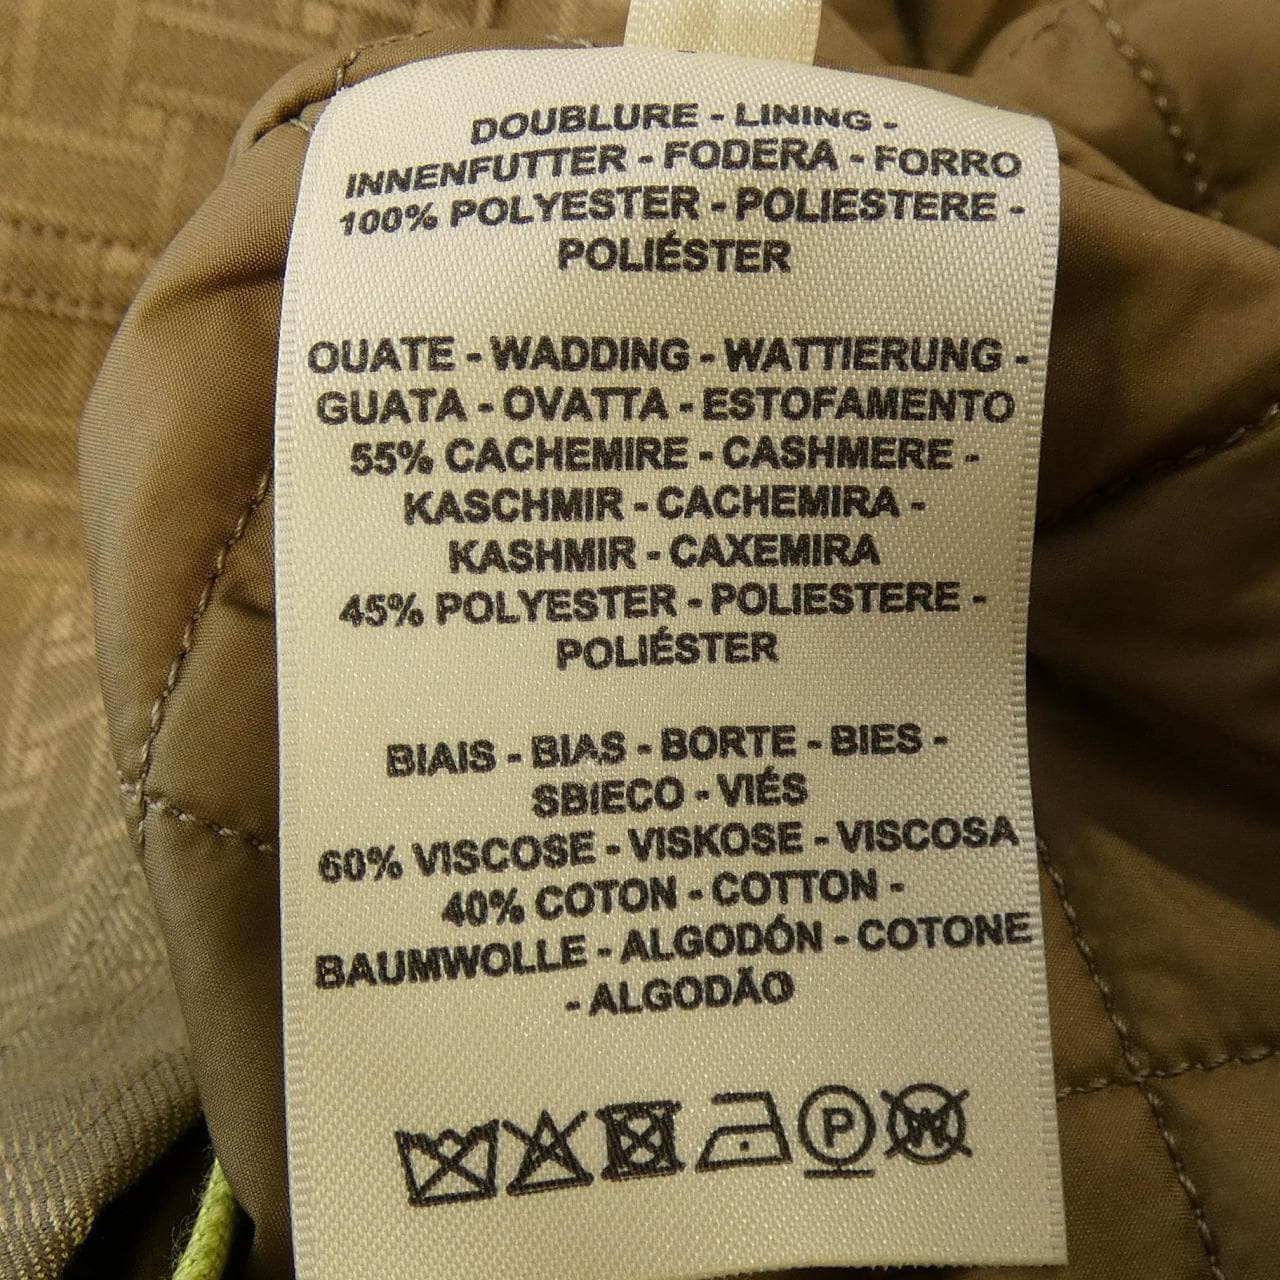 DOUBLURE - LINING -
INNENFUTTER - FODERA - FORRO
100% POLYESTER - POLIESTERE -
POLIÉSTER
OUATE - WADDING - WATTIERUNG -
GUATA - OVATTA - ESTOFAMENTO
55% CACHEMIRE - CASHMERE -
KASCHMIR - CACHEMIRA -
KASHMIR - CAXEMIRA
45% POLYESTER - POLIESTERE -
POLIÉSTER
BIAIS - BIAS - BORTE - BIES -
SBIECO - VIÉS
60% VISCOSE - VISKOSE - VISCOSA
40% COTON - COTTON -
BAUMWOLLE - ALGODÓN - COTONE
- ALGODÃO
P W